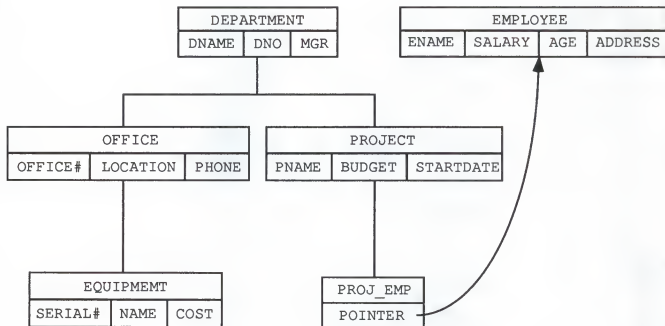 DEPARTMENT
DNAME DNO MGR
EMPLOYEE
ENAME SALARY AGE ADDRESS
OFFICE
OFFICE# LOCATION PHONE
PROJECT
PNAME BUDGET STARTDATE
EQUIPMEMT
SERIAL# NAME COST
PROJ_EMP
POINTER